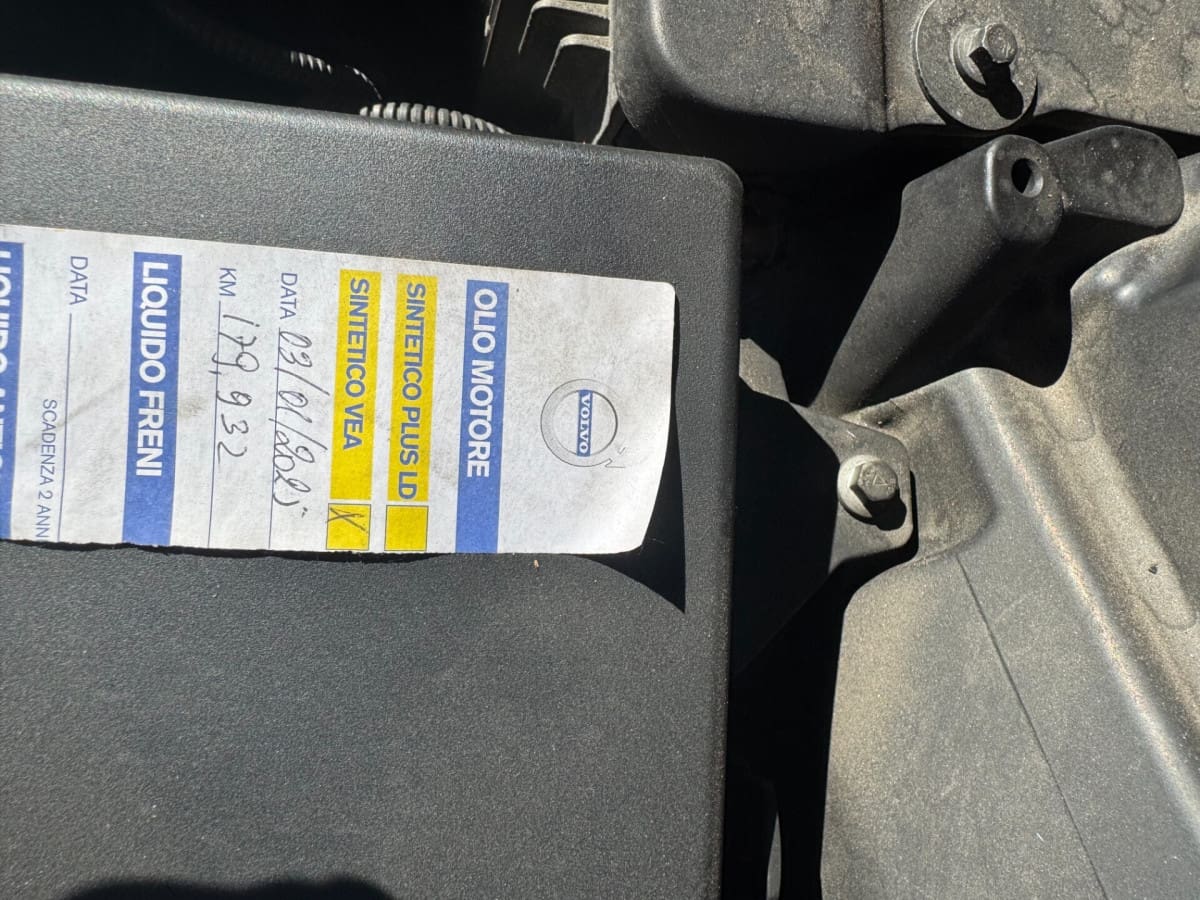 VOLVO
OLIO MOTORE
SINTETICO PLUS LD
SINTETICO VEA X
DATA 03/01/2025
KM 179,932
LIQUIDO FRENI
DATA
SCADENZA 2 ANN